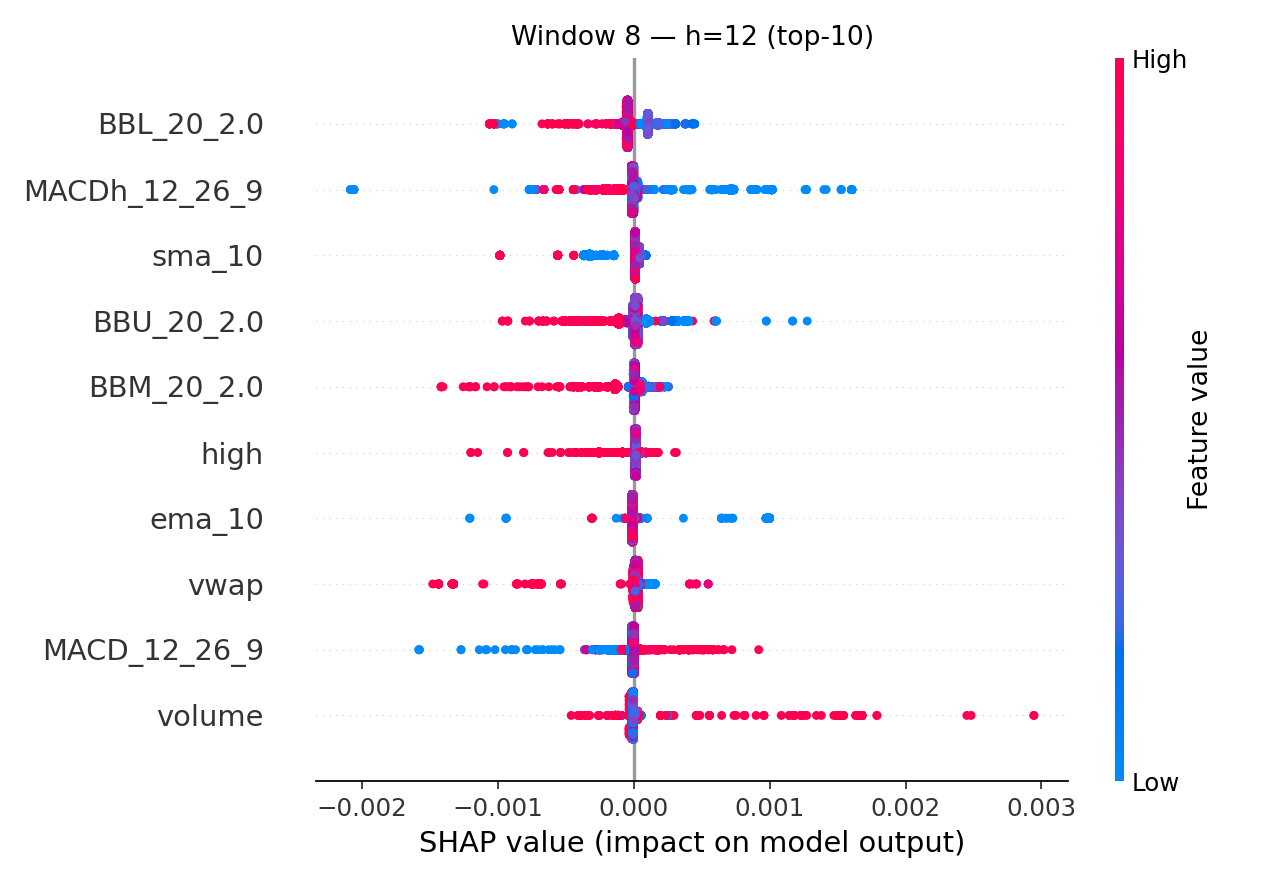 Window 8 — h=12 (top-10)
High
BBL_20_2.0
MACDh_12_26_9
sma_10
BBU_20_2.0
BBM_20_2.0
high
ema_10
vwap
MACD_12_26_9
volume
Feature value
Low
−0.002 −0.001 0.000 0.001 0.002 0.003
SHAP value (impact on model output)